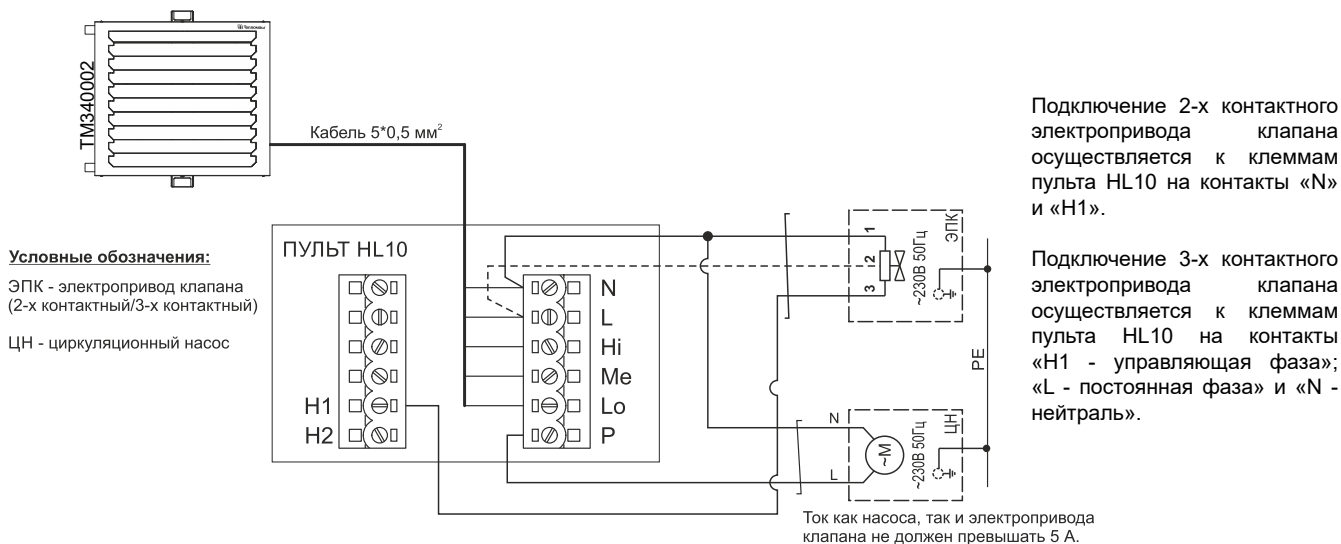 ТМ340002
Тепломаш
Кабель 5*0,5 мм²
Условные обозначения:
ЭПК - электропривод клапана
(2-х контактный/3-х контактный)
ЦН - циркуляционный насос
ПУЛЬТ HL10
H1
H2
N
L
Hi
Me
Lo
P
1
2
3
~230В 50Гц
ЭПК
PE
N
L
~M
~230В 50Гц
ЦН
Ток как насоса, так и электропривода
клапана не должен превышать 5 А.
Подключение 2-х контактного
электропривода клапана
осуществляется к клеммам
пульта HL10 на контакты «N»
и «H1».
Подключение 3-х контактного
электропривода клапана
осуществляется к клеммам
пульта HL10 на контакты
«H1 - управляющая фаза»;
«L - постоянная фаза» и «N -
нейтраль».